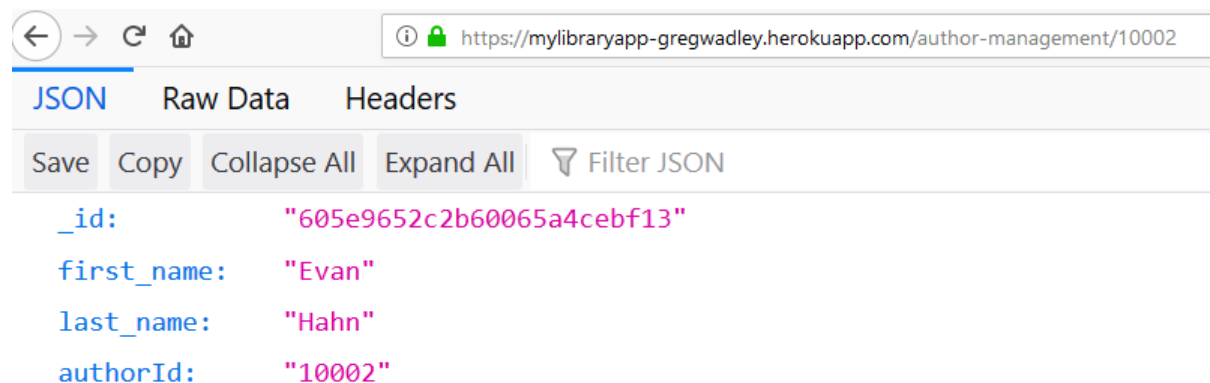 https://mylibraryapp-gregwadley.herokuapp.com/author-management/10002
JSON Raw Data Headers
Save Copy Collapse All Expand All Filter JSON
_id: "605e9652c2b60065a4cebf13"
first_name: "Evan"
last_name: "Hahn"
authorId: "10002"